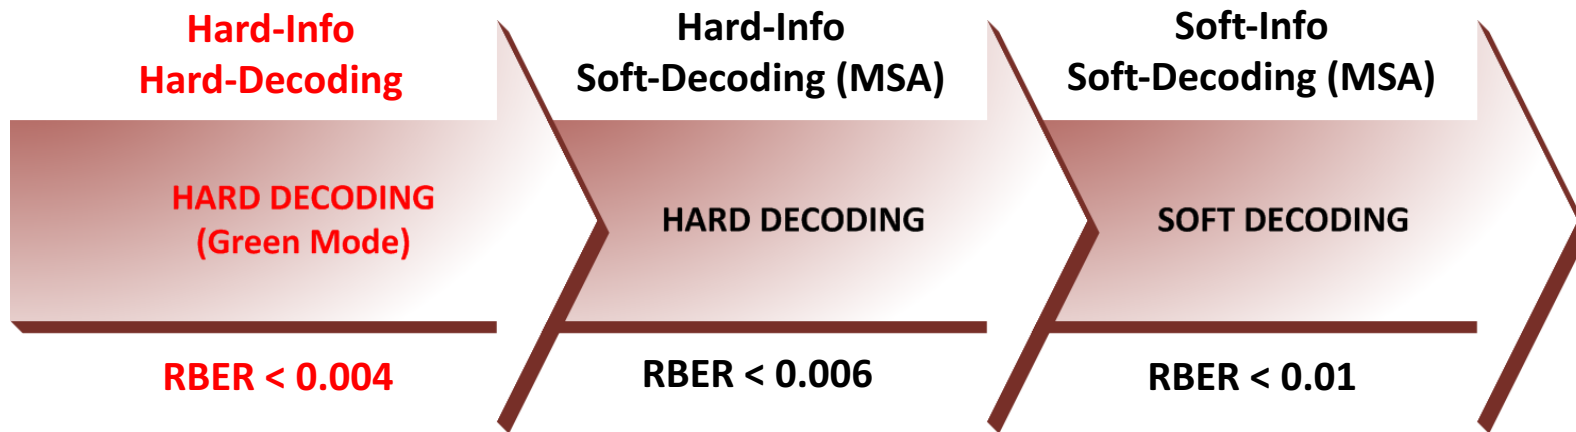 Hard-Info
Hard-Decoding
HARD DECODING
(Green Mode)
RBER < 0.004
Hard-Info
Soft-Decoding (MSA)
HARD DECODING
RBER < 0.006
Soft-Info
Soft-Decoding (MSA)
SOFT DECODING
RBER < 0.01